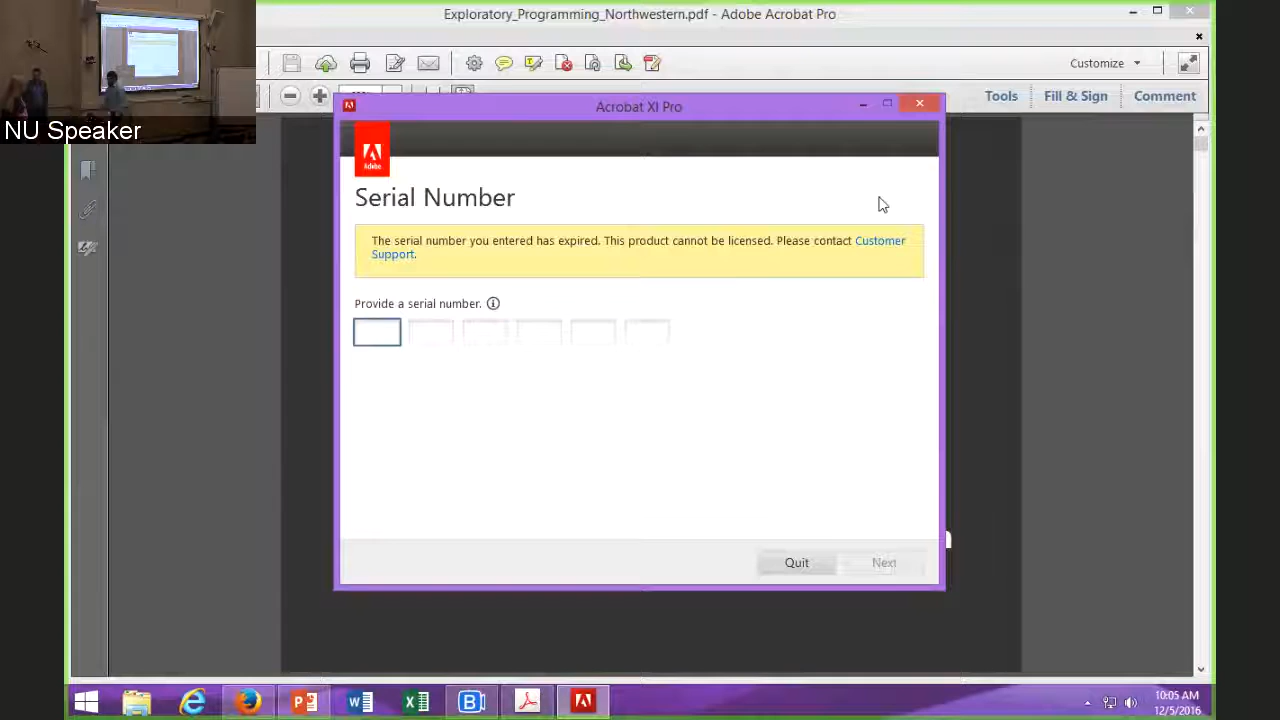 Exploratory_Programming_Northwestern.pdf - Adobe Acrobat Pro
Customize
Tools
Fill & Sign
Comment
NU Speaker
Acrobat XI Pro
Adobe
Serial Number
The serial number you entered has expired. This product cannot be licensed. Please contact Customer
Support.
Provide a serial number.
Quit
Next
10:05 AM
12/5/2016